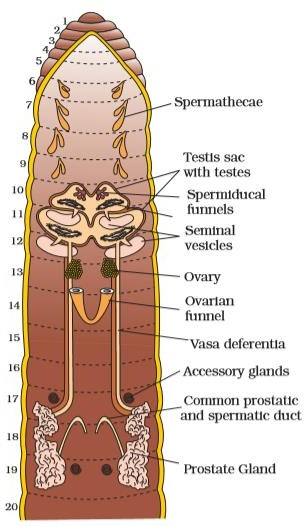 1
2
3
4
5
6
7
Spermathecae
8
9
Testis sac
with testes
10
Spermiducal
funnels
11
Seminal
vesicles
12
13
Ovary
14
Ovarian
funnel
15
Vasa deferentia
16
Accessory glands
17
Common prostatic
and spermatic duct
18
19
Prostate Gland
20